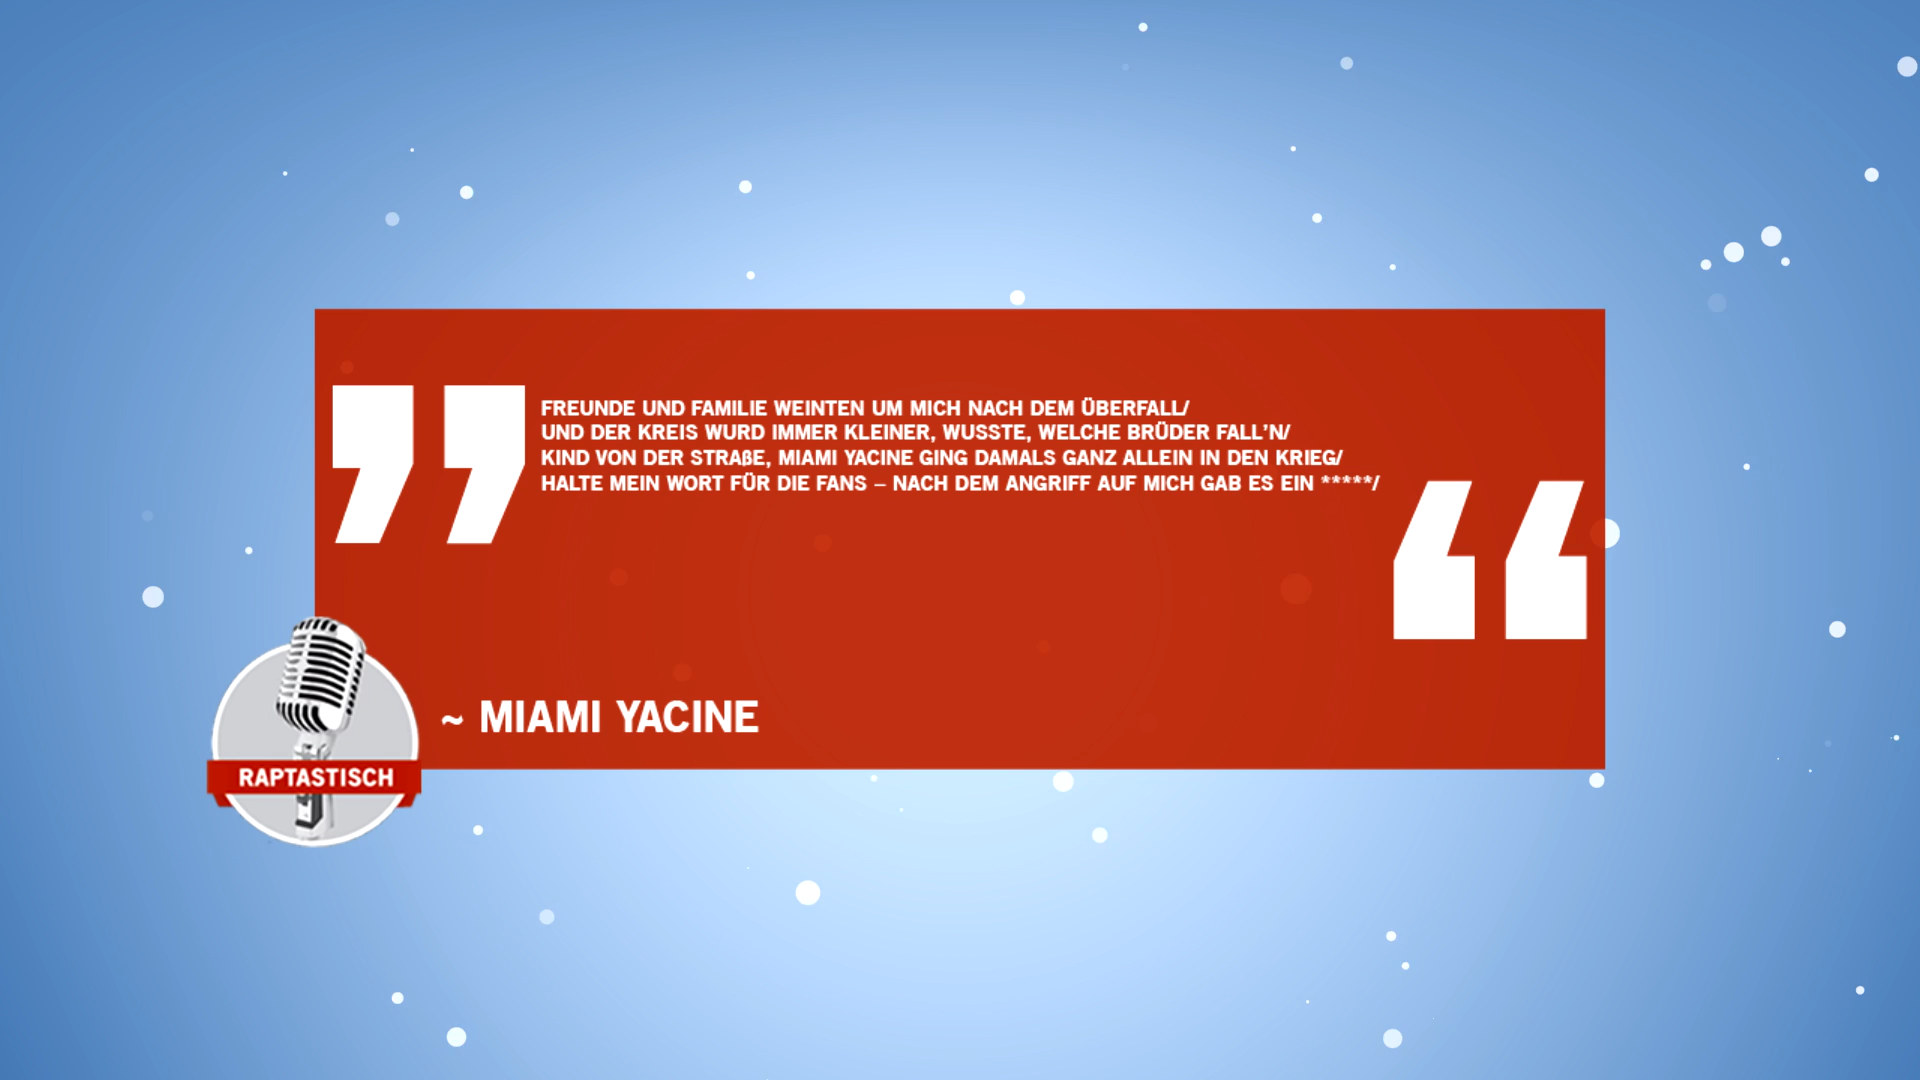 FREUNDE UND FAMILIE WEINTEN UM MICH NACH DEM ÜBERFALL/
UND DER KREIS WURD IMMER KLEINER, WUSSTE, WELCHE BRÜDER FALL'N/
KIND VON DER STRAßE, MIAMI YACINE GING DAMALS GANZ ALLEIN IN DEN KRIEG/
HALTE MEIN WORT FÜR DIE FANS – NACH DEM ANGRIFF AUF MICH GAB ES EIN *****/
~ MIAMI YACINE
RAPTASTISCH